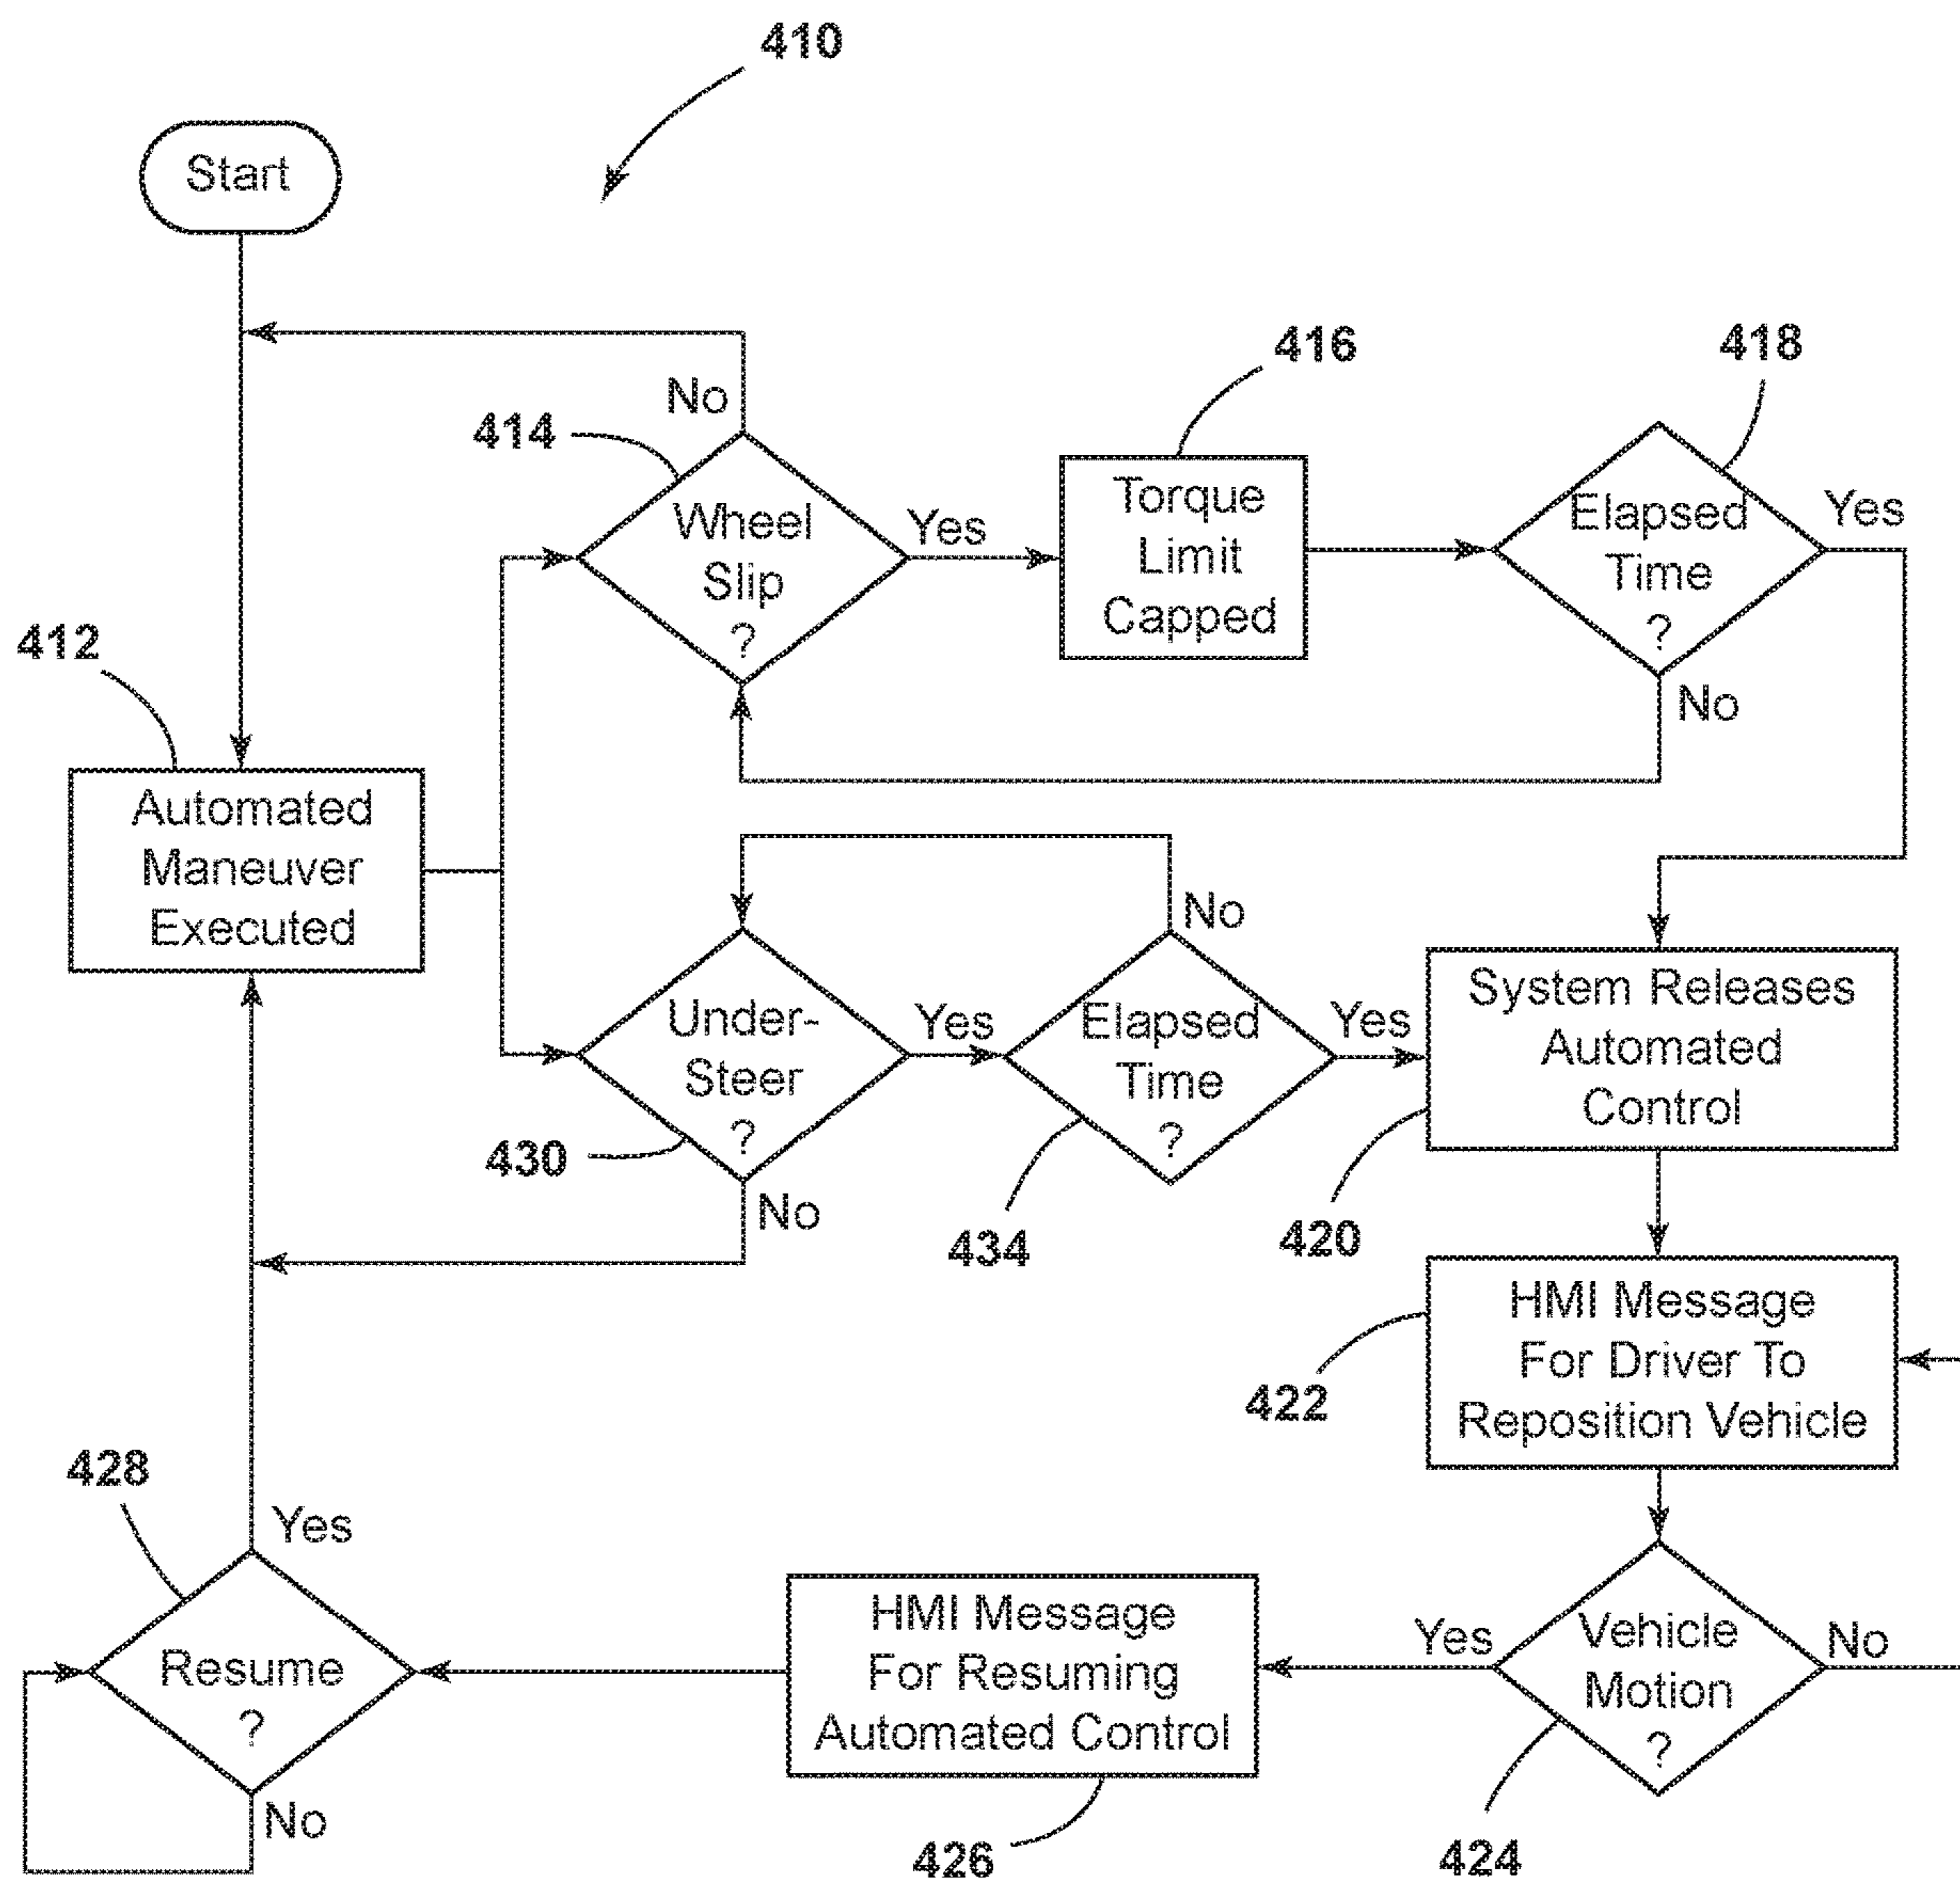 410
Start
416
418
No
414
Wheel
Slip
?
Yes
Torque
Limit
Capped
Elapsed
Time
?
Yes
No
412
Automated
Maneuver
Executed
No
Under-
Steer
?
Yes
Elapsed
Time
?
Yes
System Releases
Automated
Control
430
No
434
420
HMI Message
For Driver To
Reposition Vehicle
422
428
Yes
Resume
?
No
HMI Message
For Resuming
Automated Control
426
Yes
Vehicle
Motion
?
No
424